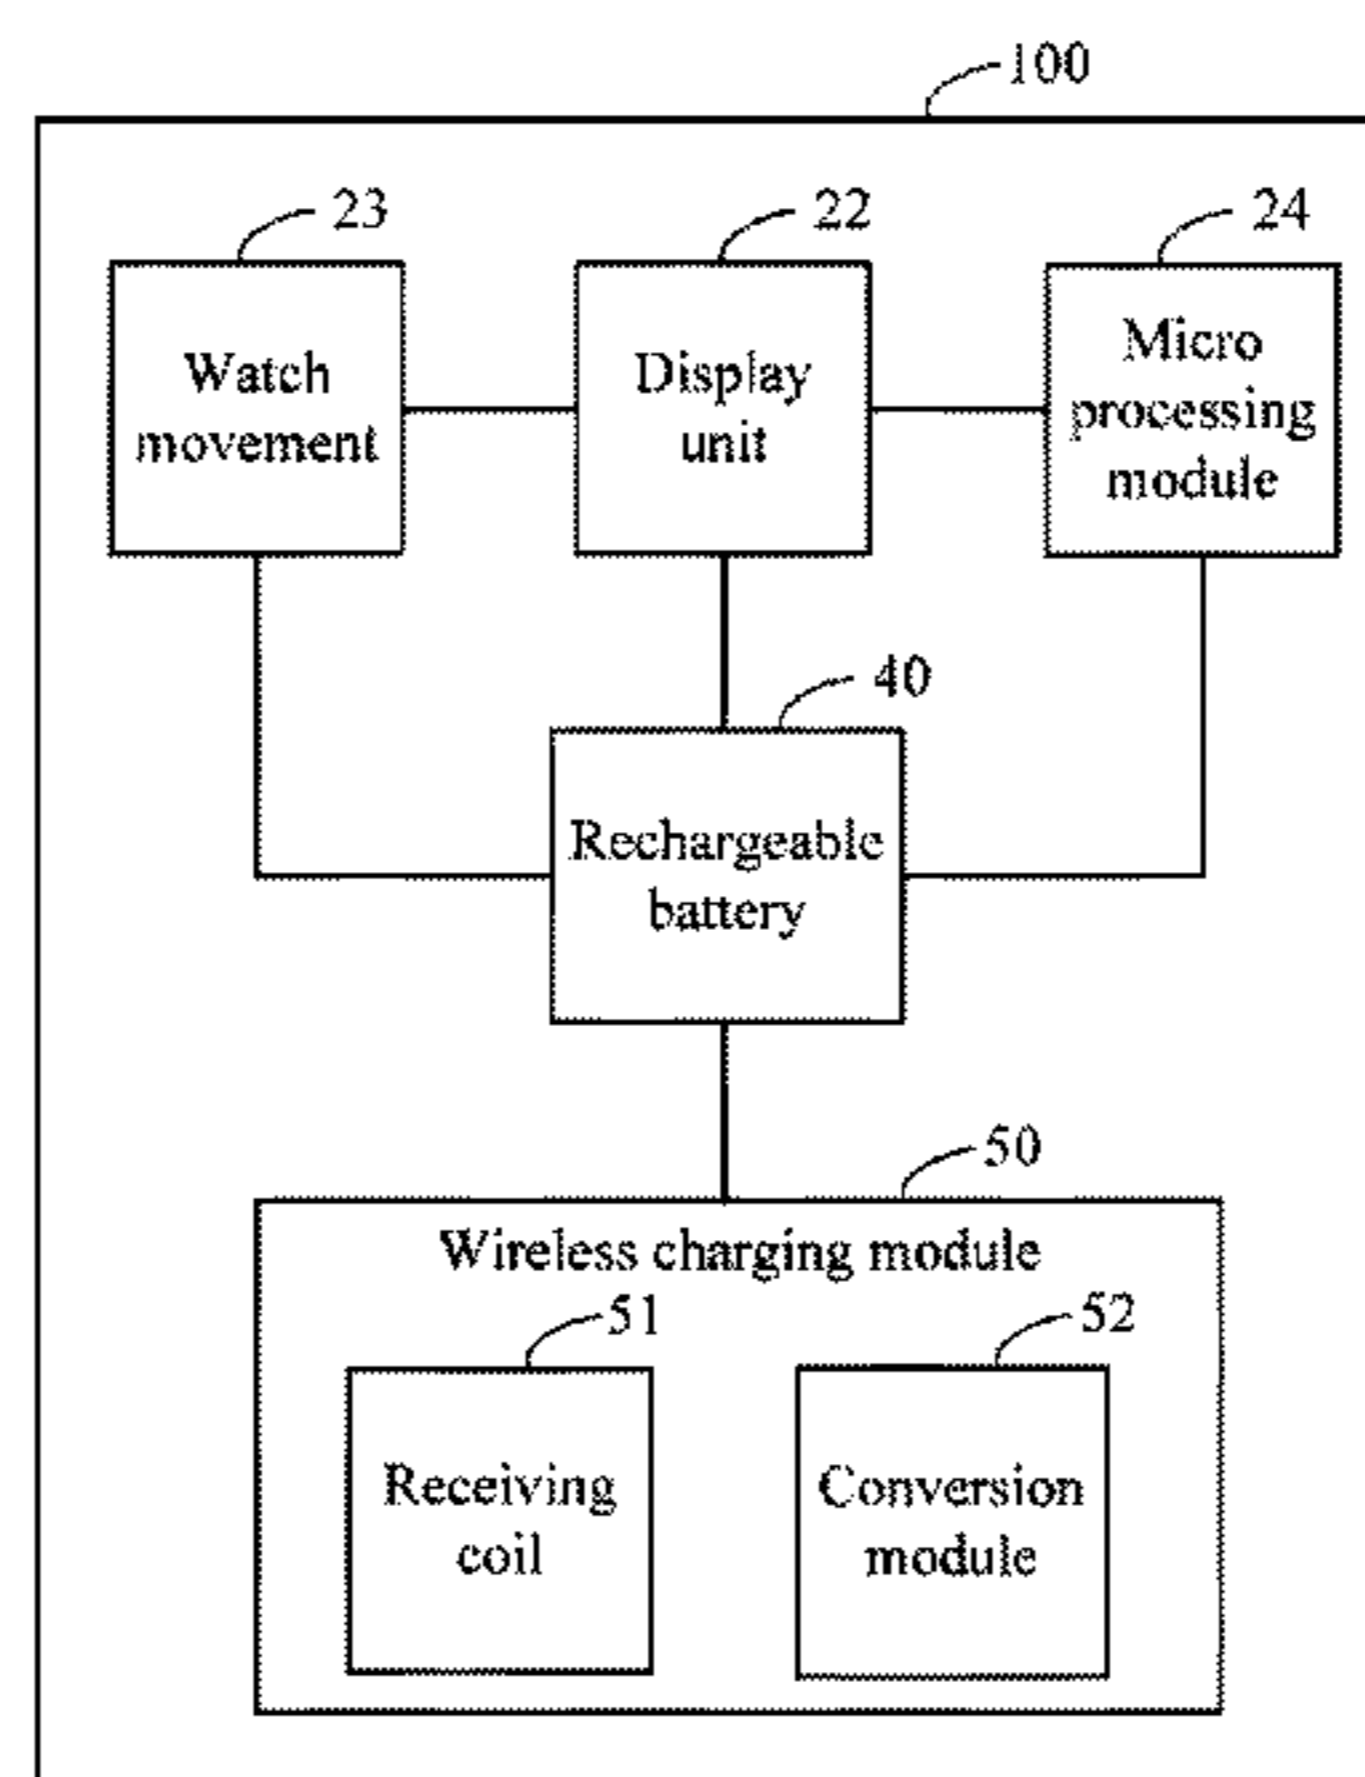 100
23
22
24
Watch
movement
Display
unit
Micro
processing
module
40
Rechargeable
battery
50
Wireless charging module
51
52
Receiving
coil
Conversion
module